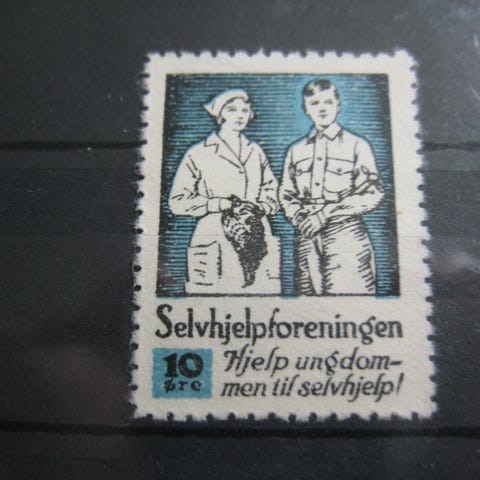 Selvhjelpforeningen
10 øre
Hjelp ungdom-
men til selvhjelp!